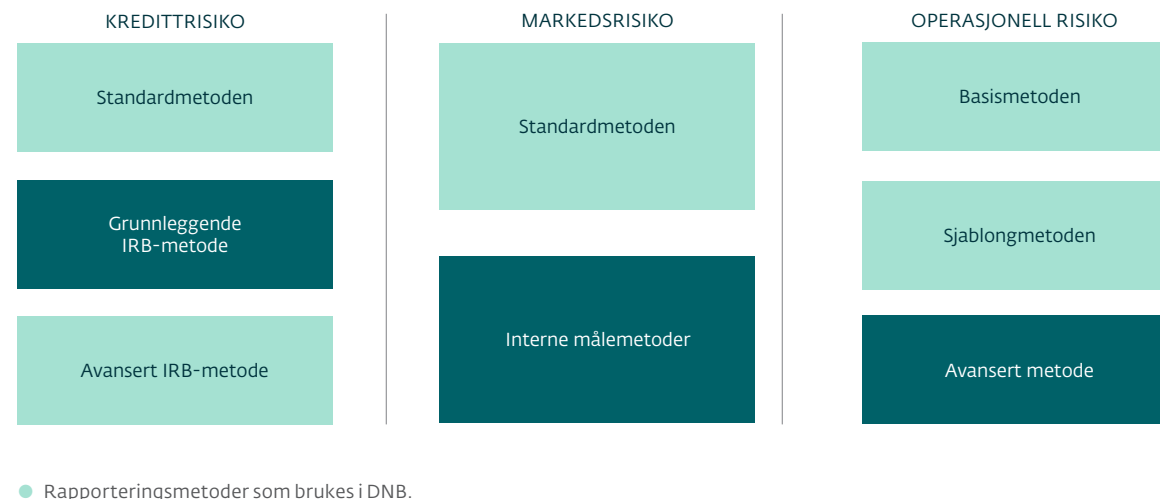 KREDITTRISIKO
Standardmetoden
Grunnleggende
IRB-metode
Avansert IRB-metode
MARKEDSRISIKO
Standardmetoden
Interne målemetoder
OPERASJONELL RISIKO
Basismetoden
Sjablongmetoden
Avansert metode
Rapporteringsmetoder som brukes i DNB.